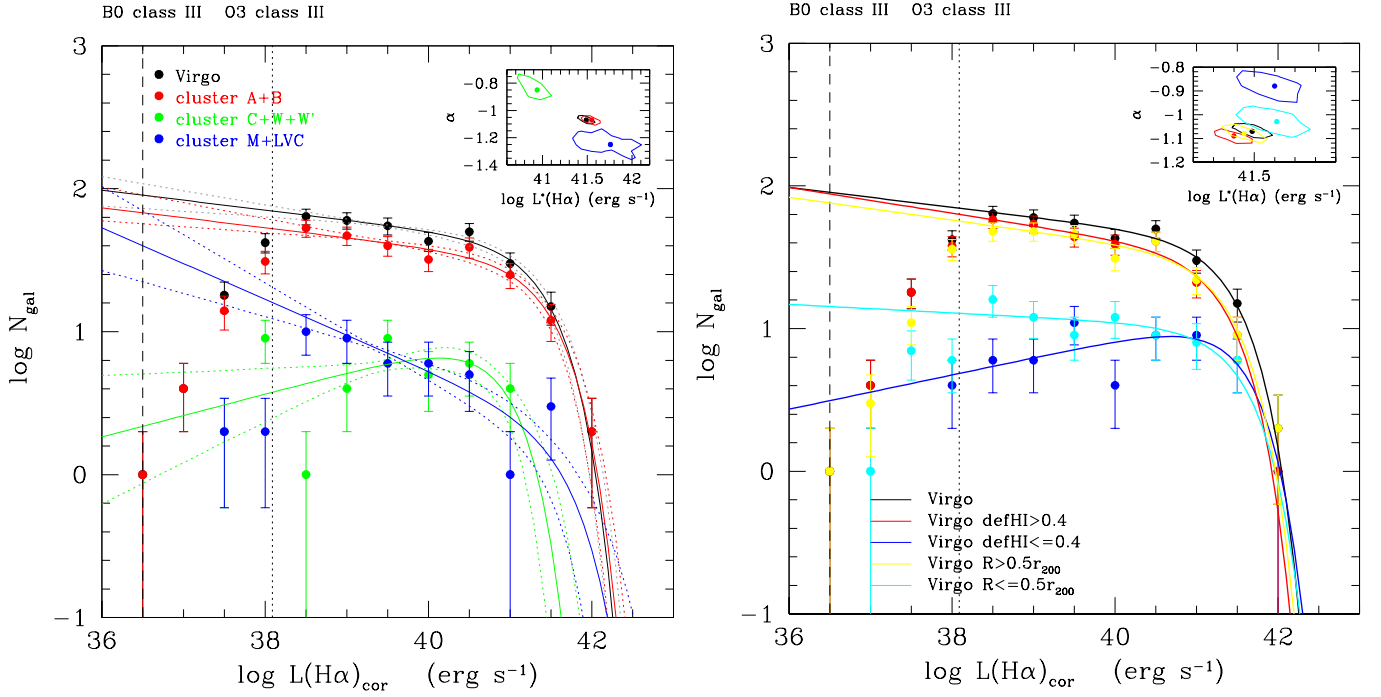 B0 class III O3 class III
3
2
1
0
−1
log N_gal
Virgo
cluster A+B
cluster C+W+W'
cluster M+LVC
−0.8
−1
−1.2
−1.4
α
41 41.5 42
log L*(Hα) (erg s⁻¹)
36 38 40 42
log L(Hα)_cor (erg s⁻¹)
B0 class III O3 class III
3
2
1
0
−1
log N_gal
−0.8
−0.9
−1
−1.1
−1.2
α
41.5
log L*(Hα) (erg s⁻¹)
Virgo
Virgo defHI>0.4
Virgo defHI<=0.4
Virgo R>0.5r₂₀₀
Virgo R<=0.5r₂₀₀
36 38 40 42
log L(Hα)_cor (erg s⁻¹)